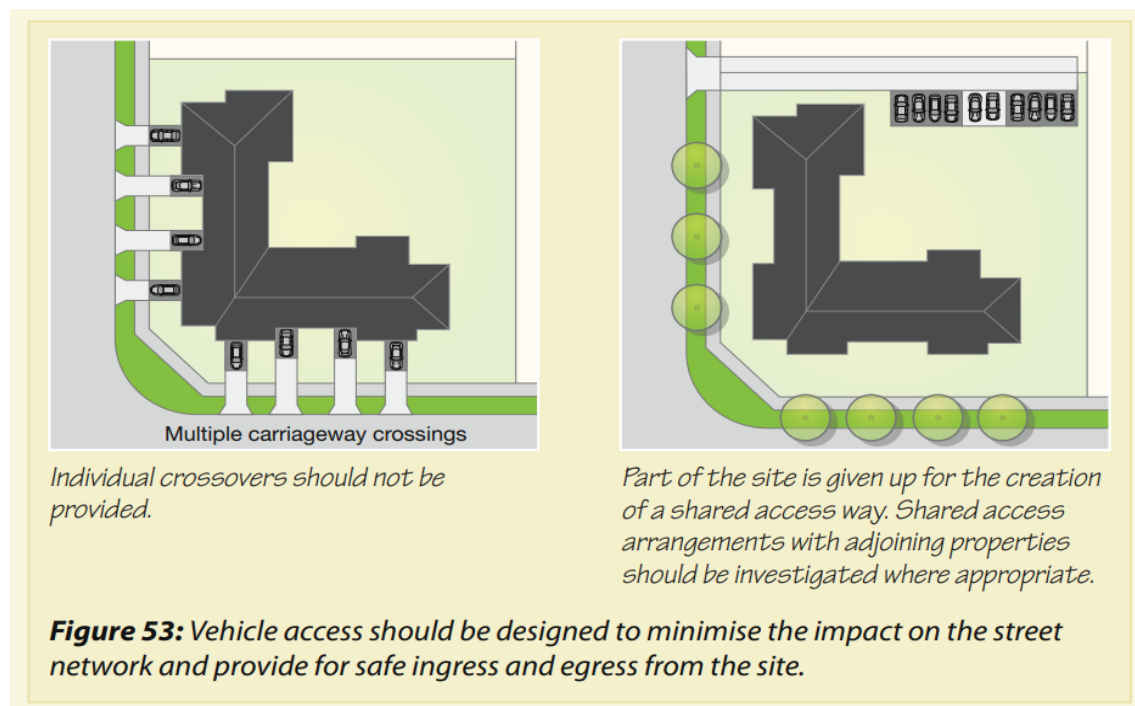 Multiple carriageway crossings
Individual crossovers should not be
provided.
Part of the site is given up for the creation
of a shared access way. Shared access
arrangements with adjoining properties
should be investigated where appropriate.
Figure 53: Vehicle access should be designed to minimise the impact on the street
network and provide for safe ingress and egress from the site.